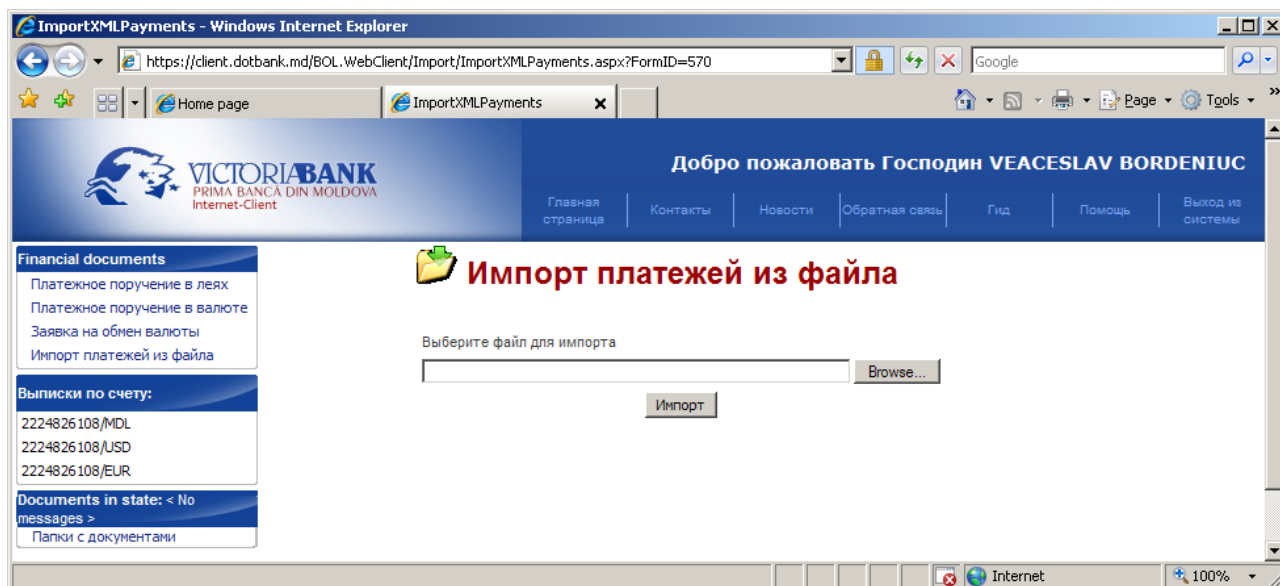 ImportXMLPayments - Windows Internet Explorer
https://client.dotbank.md/BOL.WebClient/Import/ImportXMLPayments.aspx?FormID=570
Google
Home page
ImportXMLPayments
Page
Tools
VICTORIABANK
PRIMA BANCĂ DIN MOLDOVA
Internet-Client
Добро пожаловать Господин VEACESLAV BORDENIUC
Главная страница
Контакты
Новости
Обратная связь
Гид
Помощь
Выход из системы
Financial documents
Платежное поручение в леях
Платежное поручение в валюте
Заявка на обмен валюты
Импорт платежей из файла
Выписки по счету:
2224826108/MDL
2224826108/USD
2224826108/EUR
Documents in state: < No
messages >
Папки с документами
Импорт платежей из файла
Выберите файл для импорта
Browse...
Импорт
Internet
100%